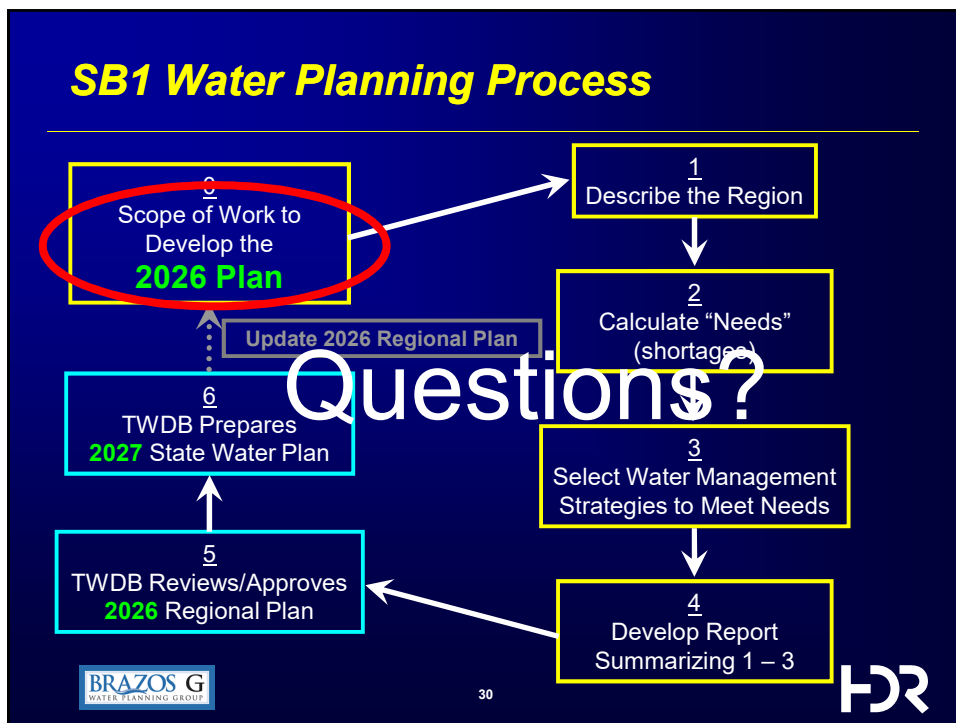 SB1 Water Planning Process
0
Scope of Work to
Develop the
2026 Plan
1
Describe the Region
2
Calculate “Needs”
(shortages)
Update 2026 Regional Plan
Questions?
6
TWDB Prepares
2027 State Water Plan
3
Select Water Management
Strategies to Meet Needs
5
TWDB Reviews/Approves
2026 Regional Plan
4
Develop Report
Summarizing 1 – 3
BRAZOS G
WATER PLANNING GROUP
30
HDR